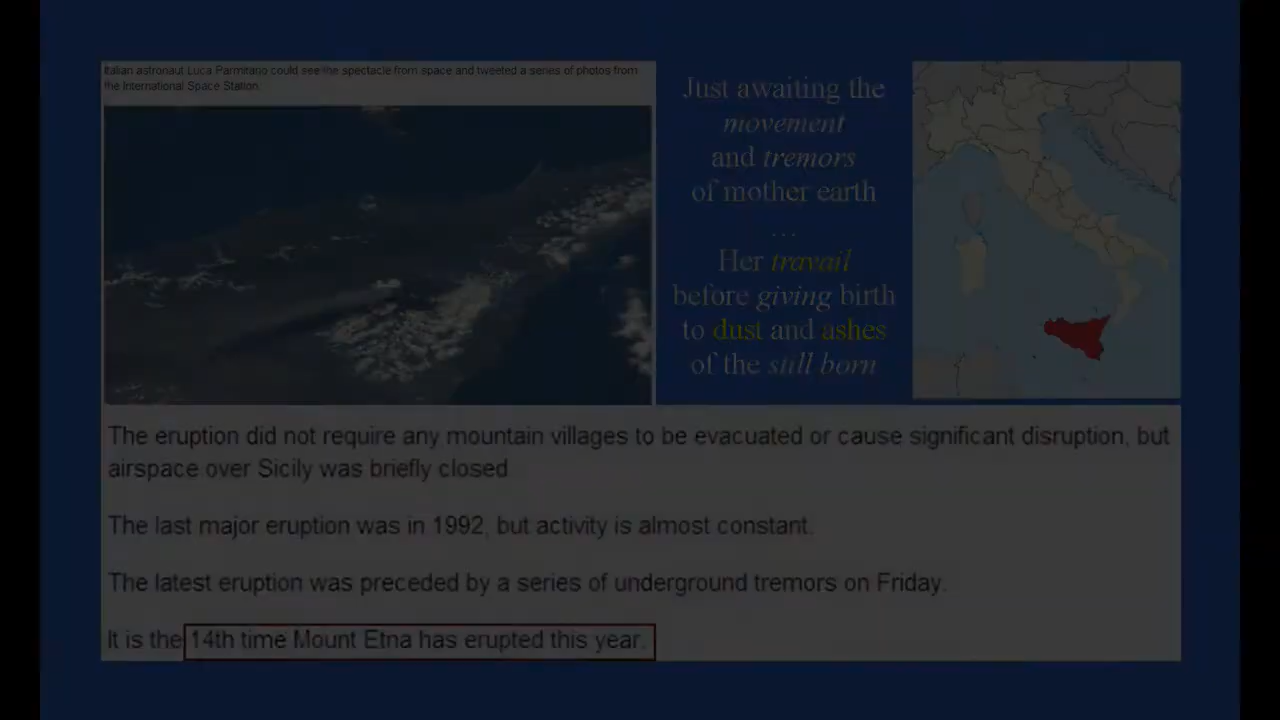 Italian astronaut Luca Parmitano could see the spectacle from space and tweeted a series of photos from
the International Space Station.
Just awaiting the
movement
and tremors
of mother earth
...
Her travail
before giving birth
to dust and ashes
of the still born
The eruption did not require any mountain villages to be evacuated or cause significant disruption, but
airspace over Sicily was briefly closed
The last major eruption was in 1992, but activity is almost constant.
The latest eruption was preceded by a series of underground tremors on Friday.
It is the 14th time Mount Etna has erupted this year.